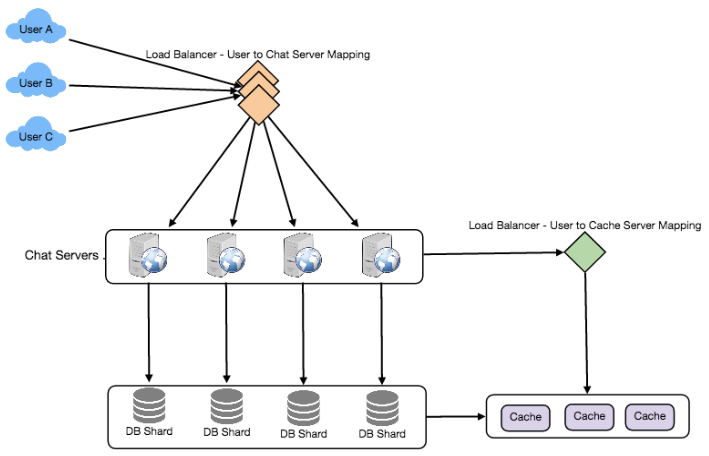 User A
Load Balancer - User to Chat Server Mapping
User B
User C
Load Balancer - User to Cache Server Mapping
Chat Servers
DB Shard
DB Shard
DB Shard
DB Shard
Cache
Cache
Cache